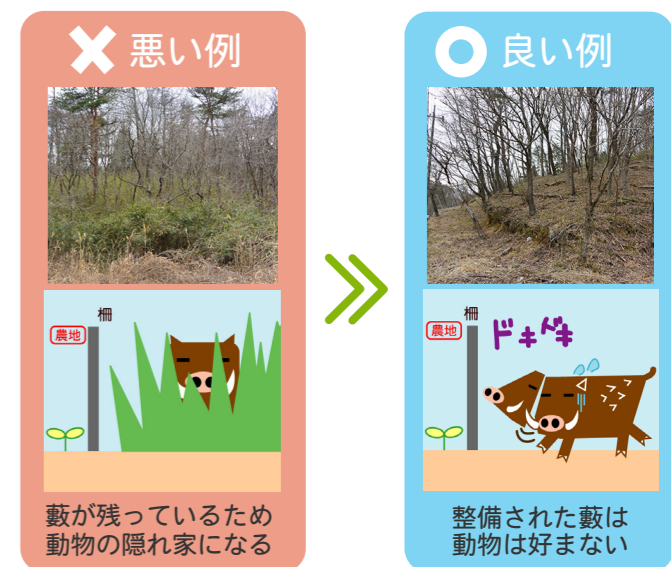 悪い例
柵
農地
藪が残っているため
動物の隠れ家になる
良い例
柵
農地
ドキドキ
整備された藪は
動物は好まない